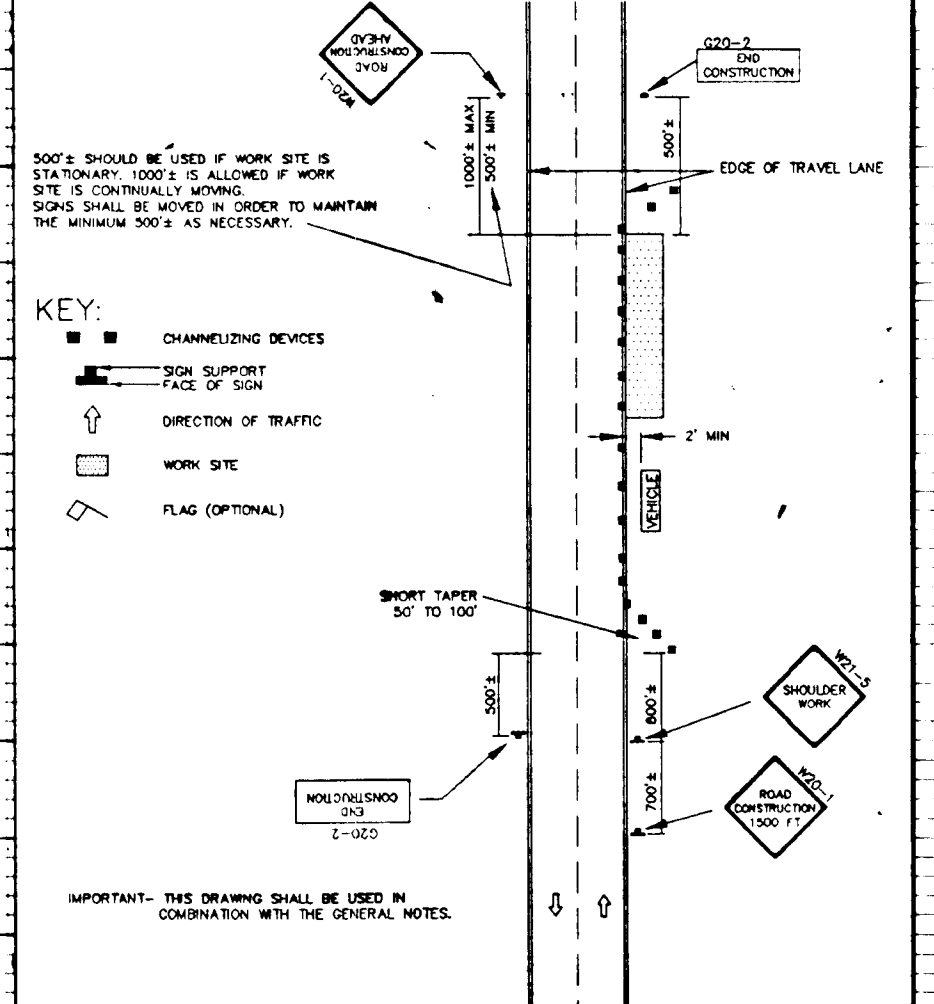 ROAD
CONSTRUCTION
AHEAD
W20-1
G20-2
END
CONSTRUCTION
1000'± MAX
500'± MIN
500'±
500'± SHOULD BE USED IF WORK SITE IS
STATIONARY. 1000'± IS ALLOWED IF WORK
SITE IS CONTINUALLY MOVING.
SIGNS SHALL BE MOVED IN ORDER TO MAINTAIN
THE MINIMUM 500'± AS NECESSARY.
EDGE OF TRAVEL LANE
KEY:
CHANNELIZING DEVICES
SIGN SUPPORT
FACE OF SIGN
DIRECTION OF TRAFFIC
WORK SITE
FLAG (OPTIONAL)
2' MIN
VEHICLE
SHORT TAPER
50' TO 100'
500'±
800'±
700'±
W21-5
SHOULDER
WORK
W20-1
ROAD
CONSTRUCTION
1500 FT
END
CONSTRUCTION
G20-2
IMPORTANT- THIS DRAWING SHALL BE USED IN
COMBINATION WITH THE GENERAL NOTES.